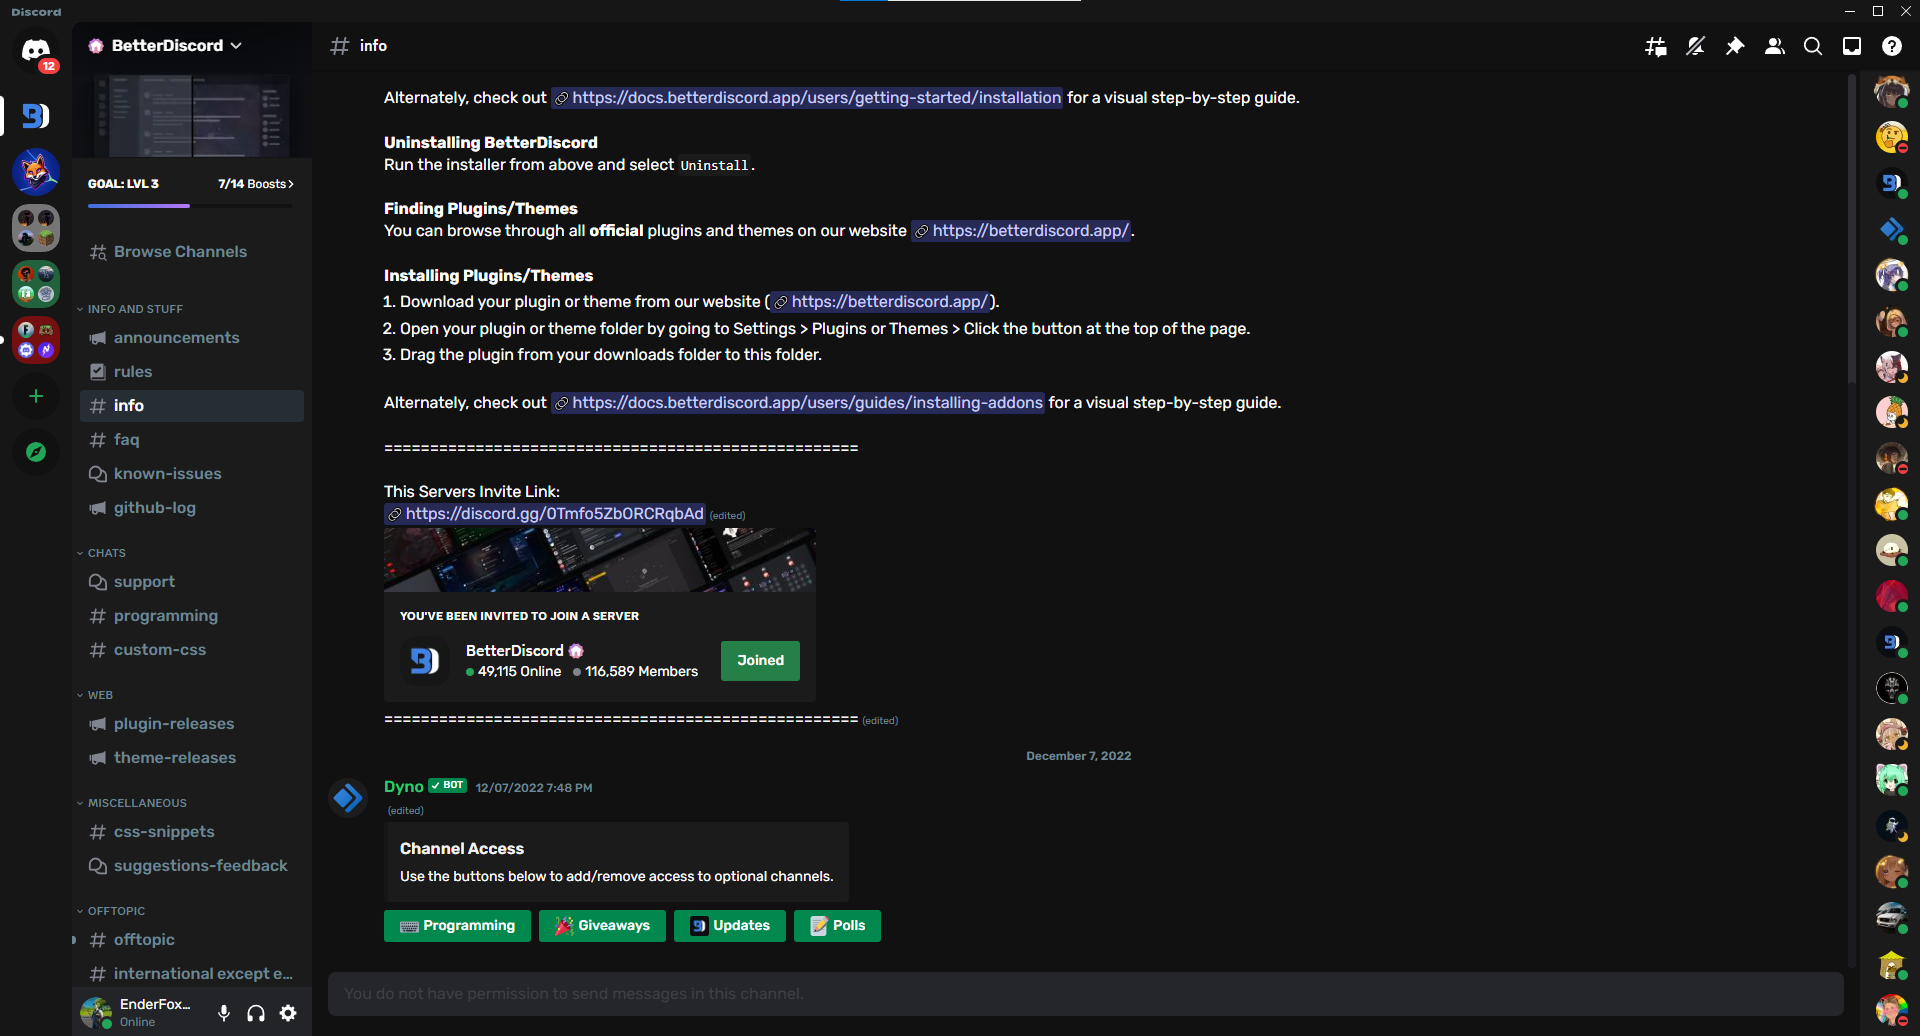 Discord
12
BetterDiscord
GOAL: LVL 3
7/14 Boosts
Browse Channels
INFO AND STUFF
announcements
rules
info
faq
known-issues
github-log
CHATS
support
programming
custom-css
WEB
plugin-releases
theme-releases
MISCELLANEOUS
css-snippets
suggestions-feedback
OFFTOPIC
offtopic
international except e...
EnderFox...
Online
info
Alternately, check out https://docs.betterdiscord.app/users/getting-started/installation for a visual step-by-step guide.
Uninstalling BetterDiscord
Run the installer from above and select Uninstall.
Finding Plugins/Themes
You can browse through all official plugins and themes on our website https://betterdiscord.app/.
Installing Plugins/Themes
1. Download your plugin or theme from our website (https://betterdiscord.app/).
2. Open your plugin or theme folder by going to Settings > Plugins or Themes > Click the button at the top of the page.
3. Drag the plugin from your downloads folder to this folder.
Alternately, check out https://docs.betterdiscord.app/users/guides/installing-addons for a visual step-by-step guide.
====================================================
This Servers Invite Link:
https://discord.gg/0Tmfo5ZbORCRqbAd (edited)
YOU'VE BEEN INVITED TO JOIN A SERVER
BetterDiscord
49,115 Online 116,589 Members
Joined
==================================================== (edited)
December 7, 2022
Dyno BOT 12/07/2022 7:48 PM
(edited)
Channel Access
Use the buttons below to add/remove access to optional channels.
Programming
Giveaways
Updates
Polls
You do not have permission to send messages in this channel.